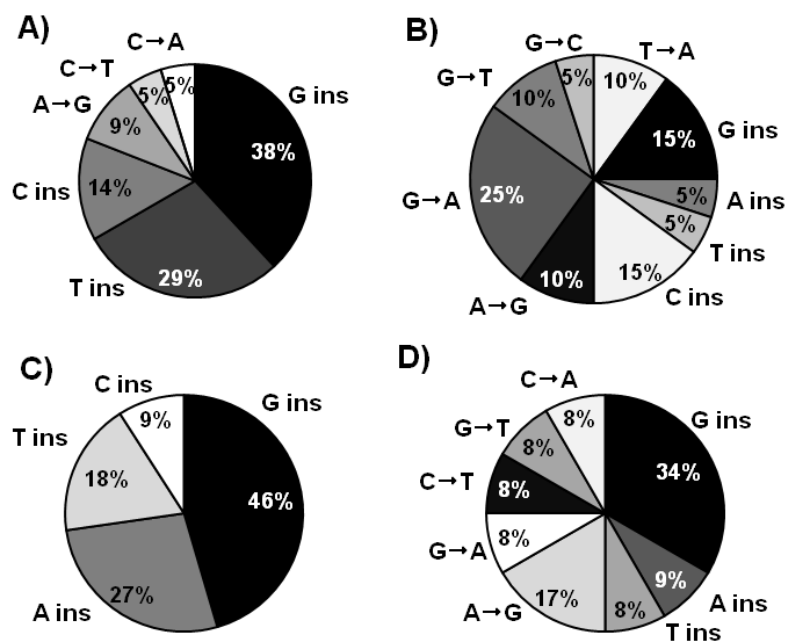 A)
C→A
C→T
A→G
C ins
T ins
G ins
5%
5%
9%
14%
29%
38%
B)
G→C
T→A
G→T
G ins
G→A
A ins
T ins
C ins
A→G
5%
10%
10%
15%
25%
5%
5%
15%
10%
C)
C ins
G ins
T ins
A ins
9%
18%
46%
27%
D)
C→A
G→T
G ins
C→T
G→A
A→G
A ins
T ins
8%
8%
34%
8%
8%
9%
17%
8%